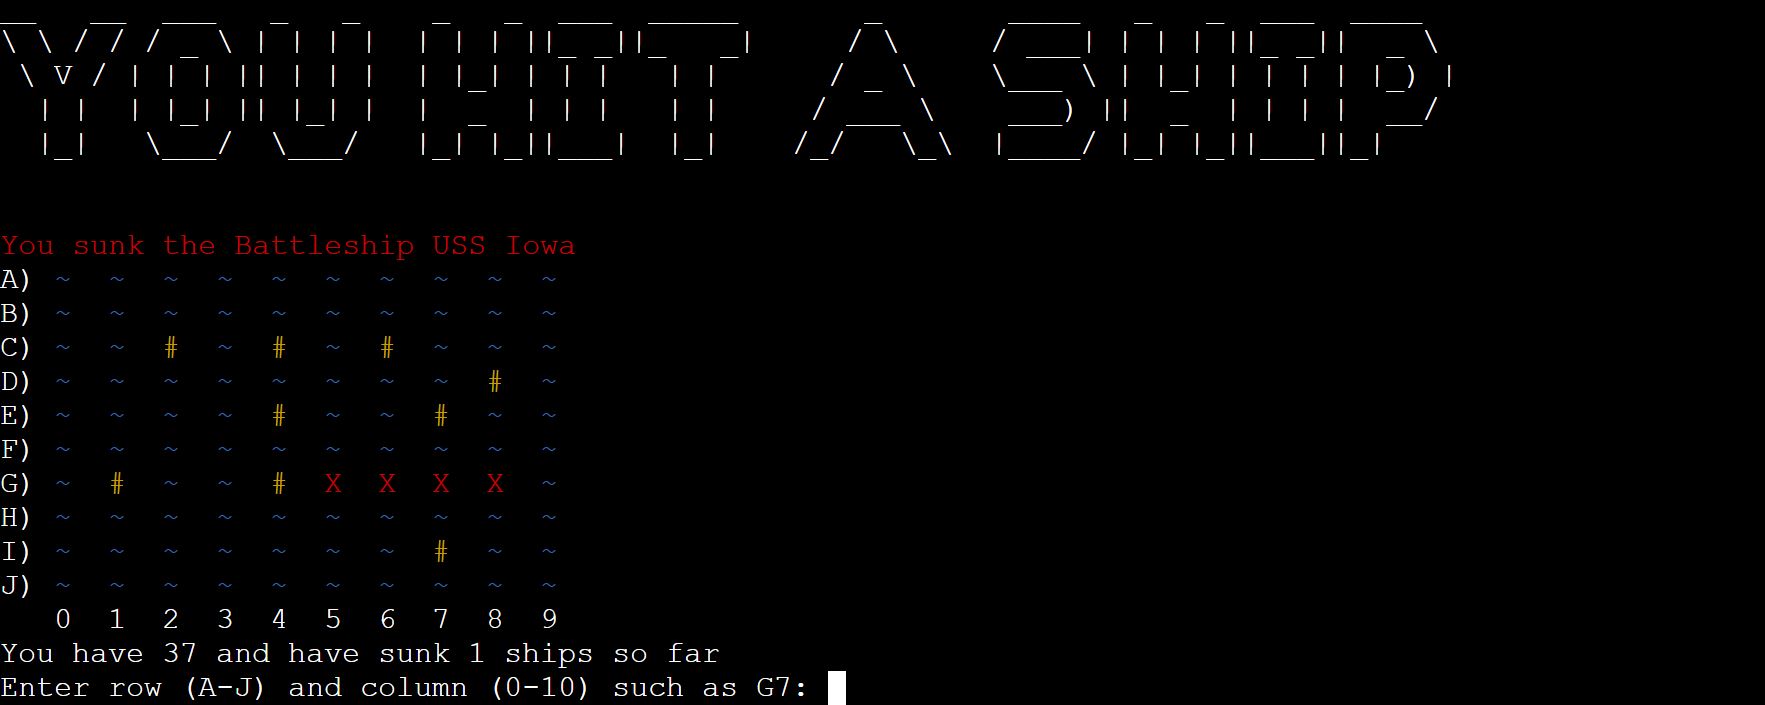 YOU HIT A SHIP
You sunk the Battleship USS Iowa
A) ~ ~ ~ ~ ~ ~ ~ ~ ~ ~
B) ~ ~ ~ ~ ~ ~ ~ ~ ~ ~
C) ~ ~ # ~ # ~ # ~ ~ ~
D) ~ ~ ~ ~ ~ ~ ~ ~ # ~
E) ~ ~ ~ ~ # ~ ~ # ~ ~
F) ~ ~ ~ ~ ~ ~ ~ ~ ~ ~
G) ~ # ~ ~ # X X X X ~
H) ~ ~ ~ ~ ~ ~ ~ ~ ~ ~
I) ~ ~ ~ ~ ~ ~ ~ # ~ ~
J) ~ ~ ~ ~ ~ ~ ~ ~ ~ ~
0 1 2 3 4 5 6 7 8 9
You have 37 and have sunk 1 ships so far
Enter row (A-J) and column (0-10) such as G7: